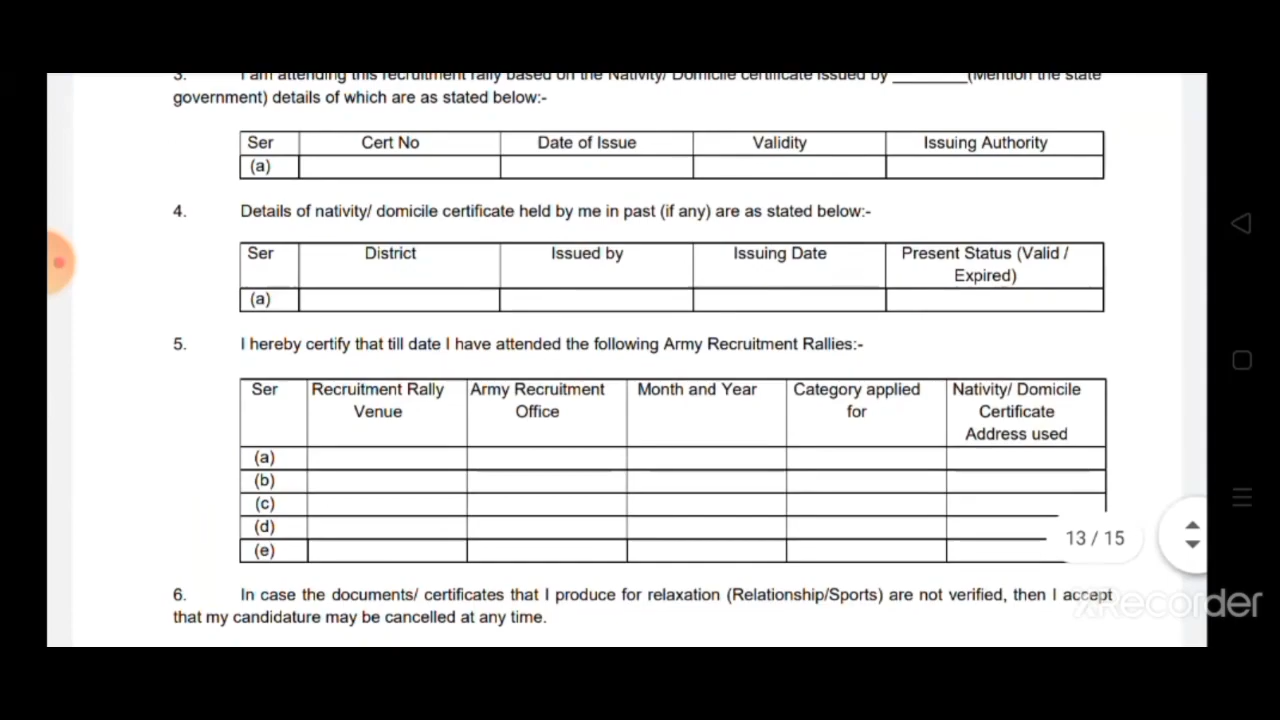 3. I am attending this recruitment rally based on the Nativity/ Domicile certificate issued by ________(Mention the state
government) details of which are as stated below:-
Ser Cert No Date of Issue Validity Issuing Authority
(a)
4. Details of nativity/ domicile certificate held by me in past (if any) are as stated below:-
Ser District Issued by Issuing Date Present Status (Valid /
Expired)
(a)
5. I hereby certify that till date I have attended the following Army Recruitment Rallies:-
Ser Recruitment Rally Army Recruitment Month and Year Category applied Nativity/ Domicile
Venue Office for Certificate
Address used
(a)
(b)
(c)
(d)
(e)
13 / 15
6. In case the documents/ certificates that I produce for relaxation (Relationship/Sports) are not verified, then I accept
that my candidature may be cancelled at any time.
XRecorder